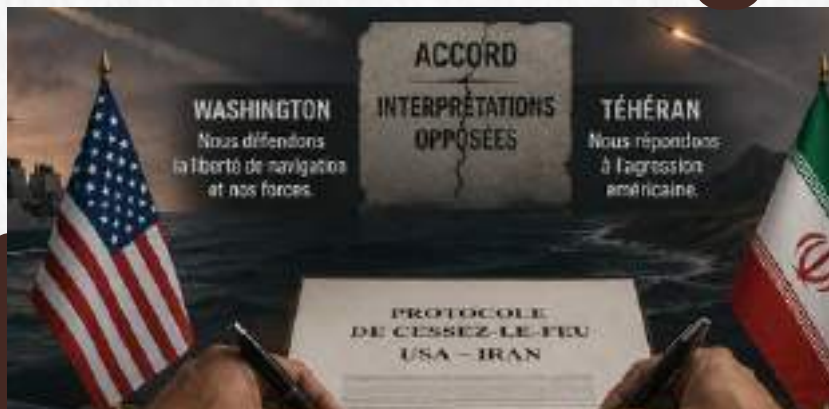 ACCORD
INTERPRÉTATIONS
OPPOSÉES
WASHINGTON
Nous défendons
la liberté de navigation
et nos forces.
TÉHÉRAN
Nous répondons
à l'agression
américaine.
PROTOCOLE
DE CESSEZ-LE-FEU
USA – IRAN